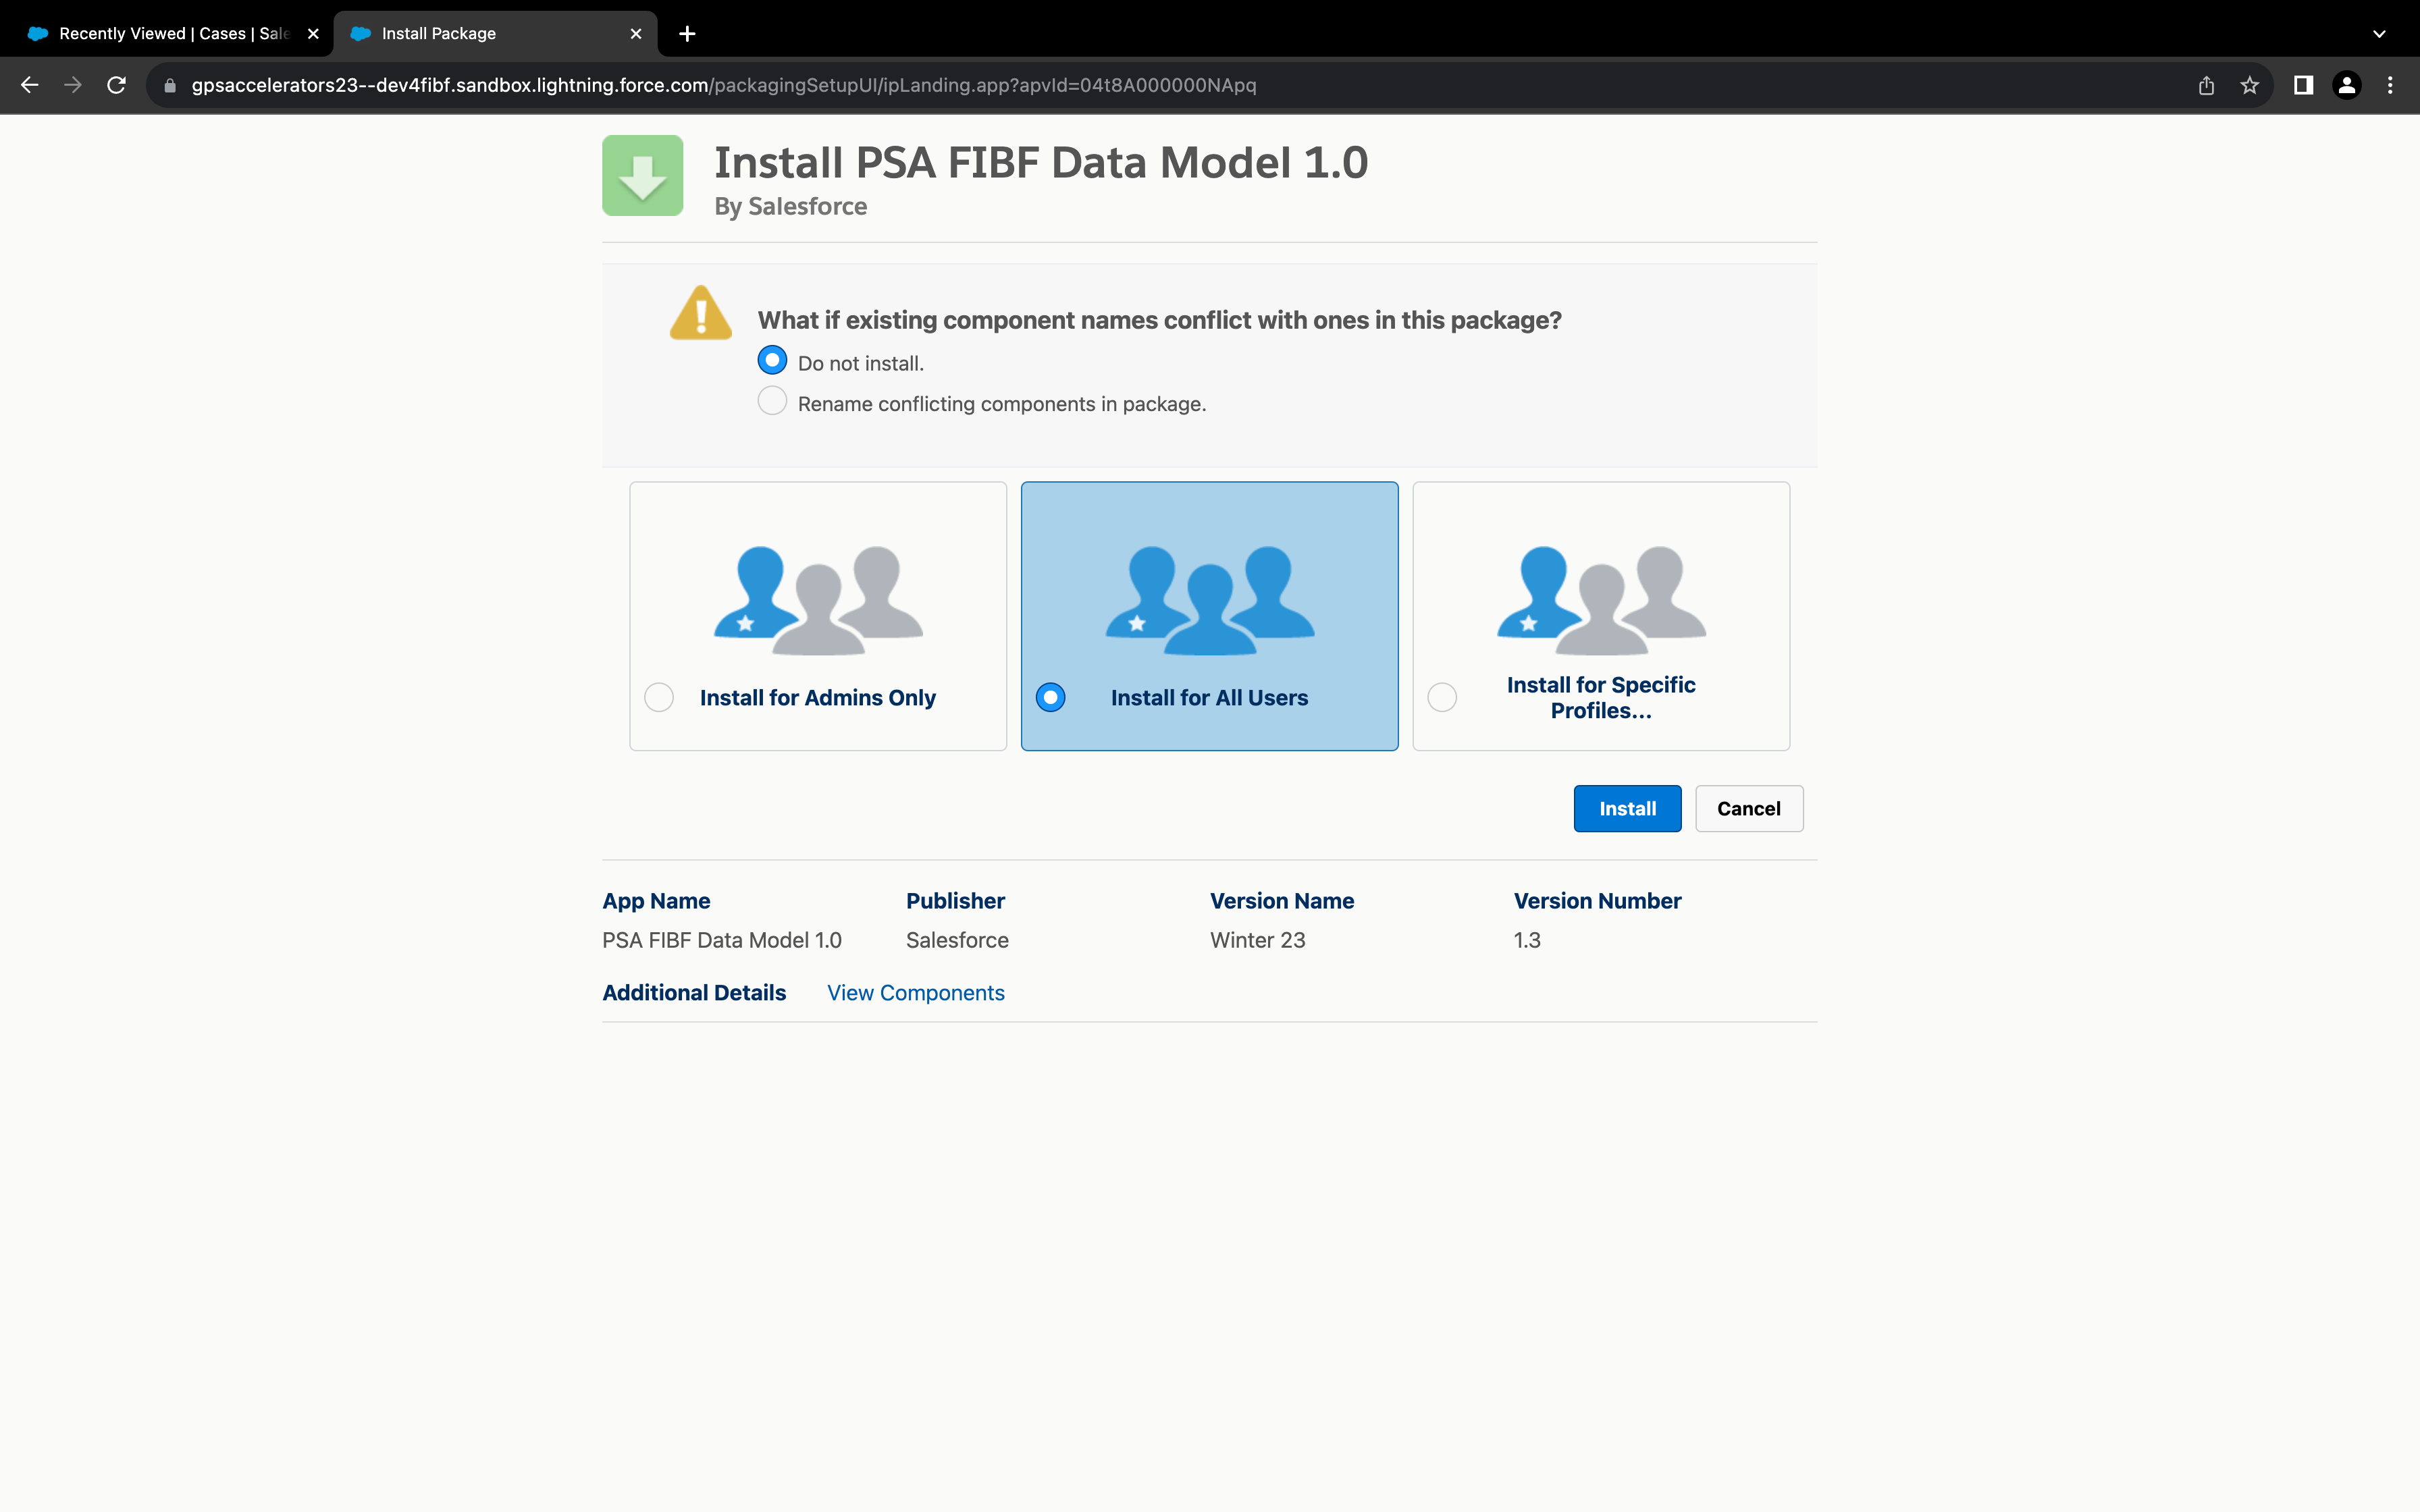 Recently Viewed | Cases | Sale
Install Package
gpsaccelerators23--dev4fibf.sandbox.lightning.force.com/packagingSetupUI/ipLanding.app?apvId=04t8A000000NApq
Install PSA FIBF Data Model 1.0
By Salesforce
What if existing component names conflict with ones in this package?
Do not install.
Rename conflicting components in package.
Install for Admins Only
Install for All Users
Install for Specific
Profiles...
Install
Cancel
App Name
Publisher
Version Name
Version Number
PSA FIBF Data Model 1.0
Salesforce
Winter 23
1.3
Additional Details
View Components